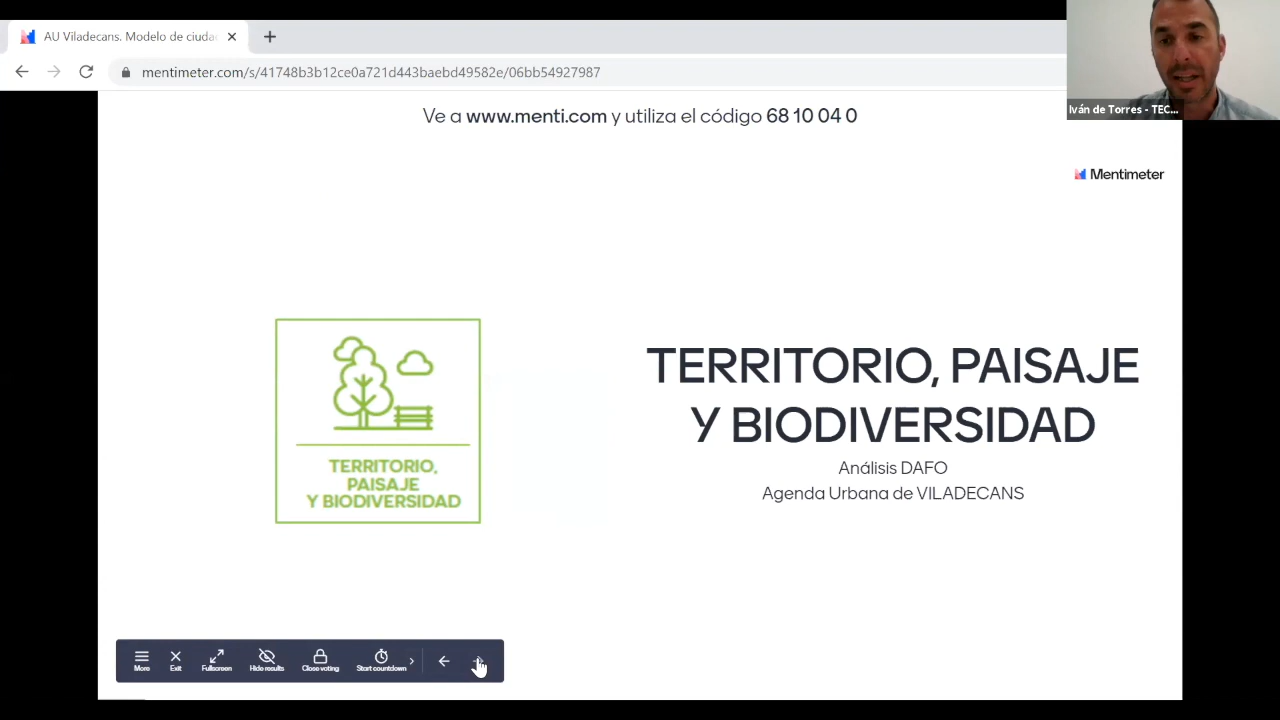 AU Viladecans. Modelo de ciuda
mentimeter.com/s/41748b3b12ce0a721d443baebd49582e/06bb54927987
Iván de Torres - TEC...
Ve a www.menti.com y utiliza el código 68 10 04 0
Mentimeter
TERRITORIO,
PAISAJE
Y BIODIVERSIDAD
TERRITORIO, PAISAJE
Y BIODIVERSIDAD
Análisis DAFO
Agenda Urbana de VILADECANS
More Exit Fullscreen Hide results Close voting Start countdown